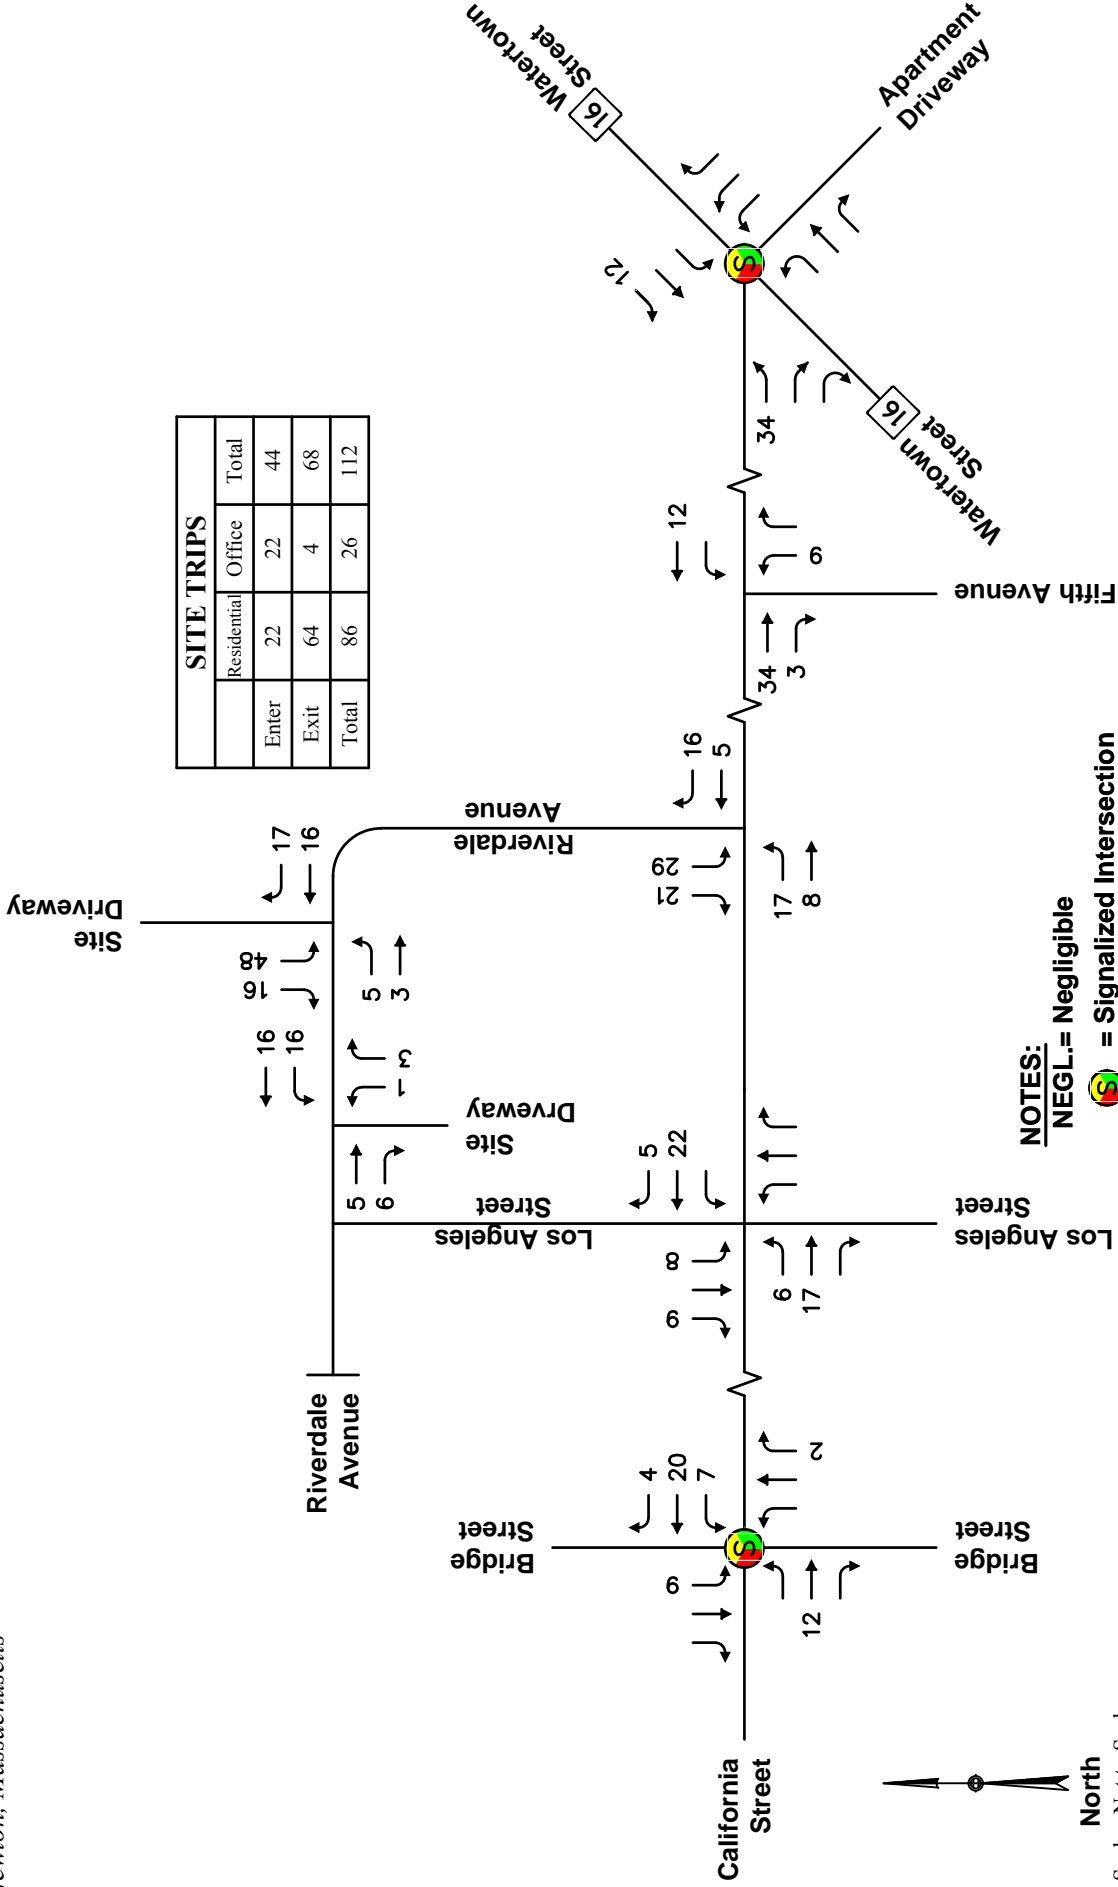 ewton, Massachusetts
SITE TRIPS
Residential Office Total
Enter 22 22 44
Exit 64 4 68
Total 86 26 112
Site
Driveway
16
48
17
16
5
3
16
16
1
3
5
6
Site
Drveway
Riverdale
Avenue
Riverdale
Avenue
Los Angeles
Street
Bridge
Street
Watertown
Street
16
12
9
4
20
7
12
2
9
8
5
22
6
17
21
29
16
5
17
8
12
34
3
9
34
California
Street
Bridge
Street
Los Angeles
Street
Fifth Avenue
16
Watertown
Street
Apartment
Driveway
North
NOTES:
NEGL.= Negligible
S = Signalized Intersection